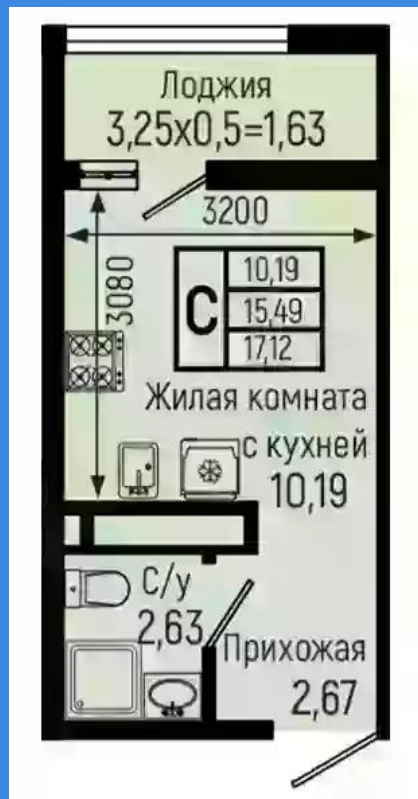 Лоджия
3,25х0,5=1,63
3200
3080
С
10,19
15,49
17,12
Жилая комната
с кухней
10,19
С/у
2,63
Прихожая
2,67